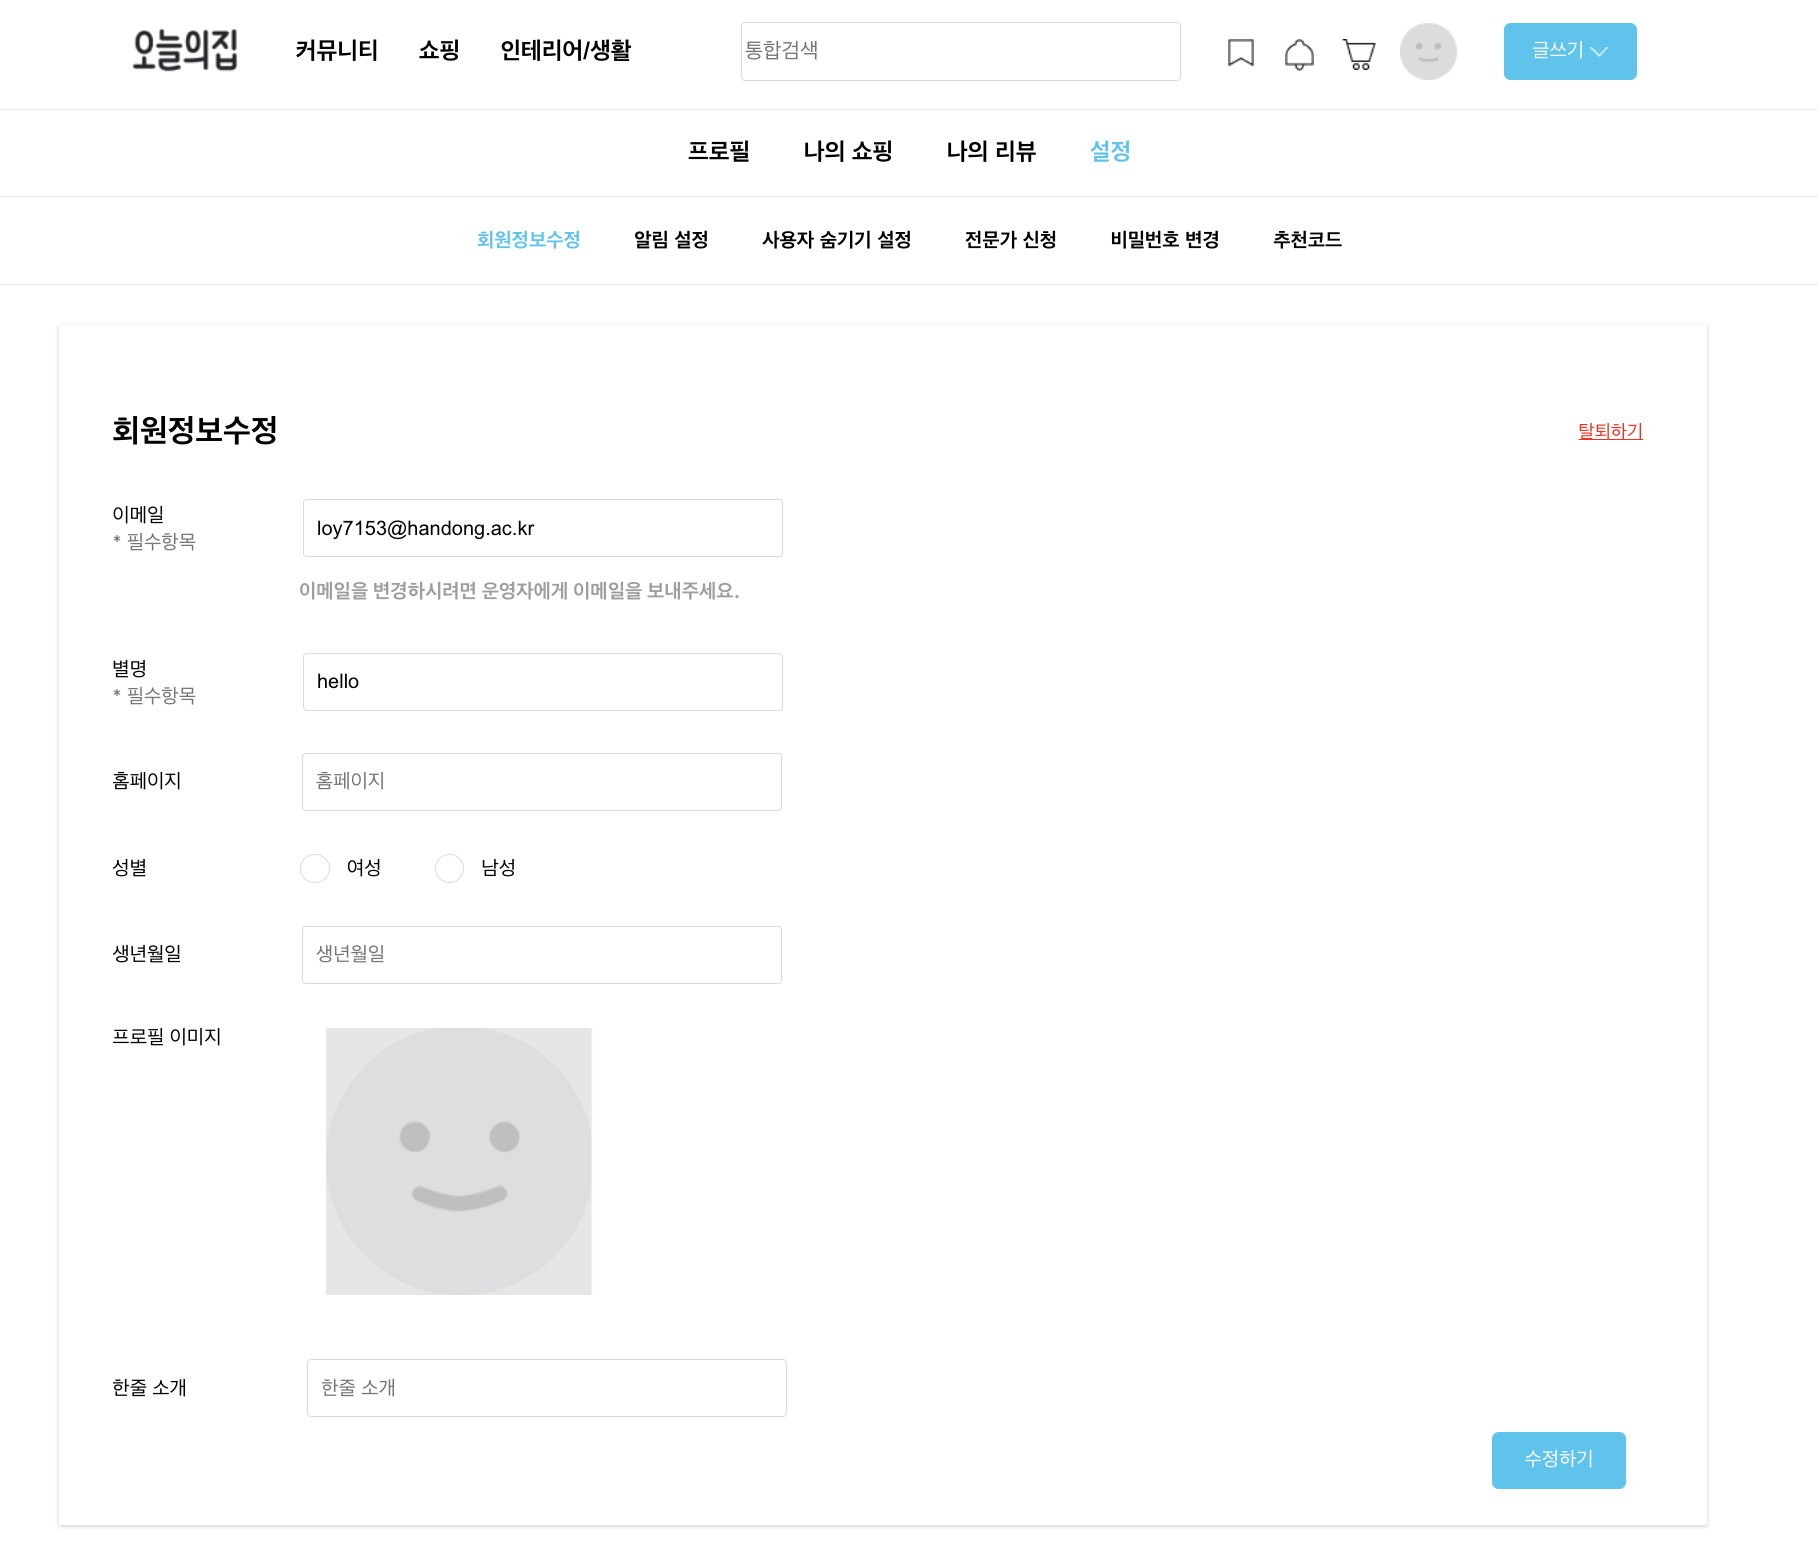 오늘의집 커뮤니티 쇼핑 인테리어/생활 통합검색 글쓰기
프로필 나의 쇼핑 나의 리뷰 설정
회원정보수정 알림 설정 사용자 숨기기 설정 전문가 신청 비밀번호 변경 추천코드
회원정보수정 탈퇴하기
이메일
* 필수항목
loy7153@handong.ac.kr
이메일을 변경하시려면 운영자에게 이메일을 보내주세요.
별명
* 필수항목
hello
홈페이지 홈페이지
성별 여성 남성
생년월일 생년월일
프로필 이미지
한줄 소개 한줄 소개
수정하기